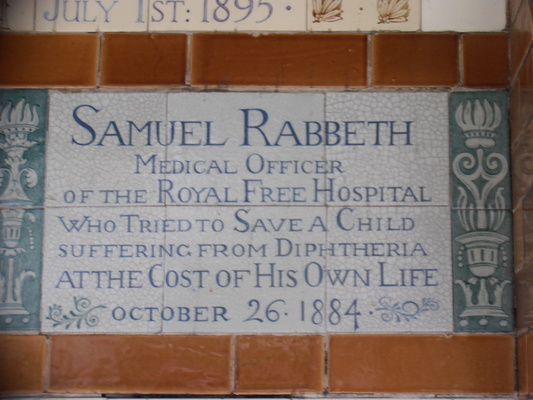 JULY 1ST: 1895 ·
SAMUEL RABBETH
MEDICAL OFFICER
OF THE ROYAL FREE HOSPITAL
WHO TRIED TO SAVE A CHILD
SUFFERING FROM DIPHTHERIA
AT THE COST OF HIS OWN LIFE
OCTOBER 26 · 1884 ·